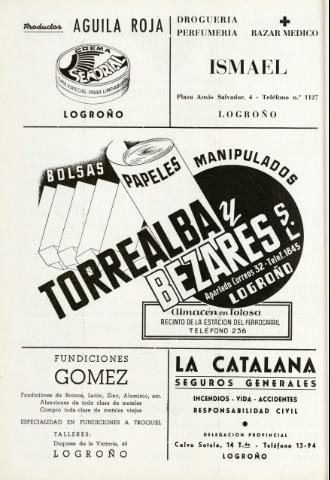 Productos AGUILA ROJA
CREMA
SEÑORIAL
LOGROÑO
DROGUERIA
PERFUMERIA BAZAR MEDICO
ISMAEL
Plaza Amós Salvador, 4 - Teléfono n.° 1127
LOGROÑO
BOLSAS
PAPELES
MANIPULADOS
TORREALBA y
BEZARES S.L
Apartado Correos 32 - Telef. 1845
LOGROÑO
Almacén en Tolosa
RECINTO DE LA ESTACION DEL FERROCARRIL
TELÉFONO 236
FUNDICIONES
GOMEZ
Fundiciones de Bronce, Latón, Zinc, Aluminio, etc.
Aleaciones de toda clase de metales
Compro toda clase de metales viejos
ESPECIALIDAD EN FUNDICIONES A TROQUEL
TALLERES:
Duquesa de la Victoria, 40
LOGROÑO
LA CATALANA
SEGUROS GENERALES
INCENDIOS - VIDA - ACCIDENTES
RESPONSABILIDAD CIVIL
DELEGACION PROVINCIAL
Calvo Sotelo, 14 T.do - Teléfono 13-94
LOGROÑO